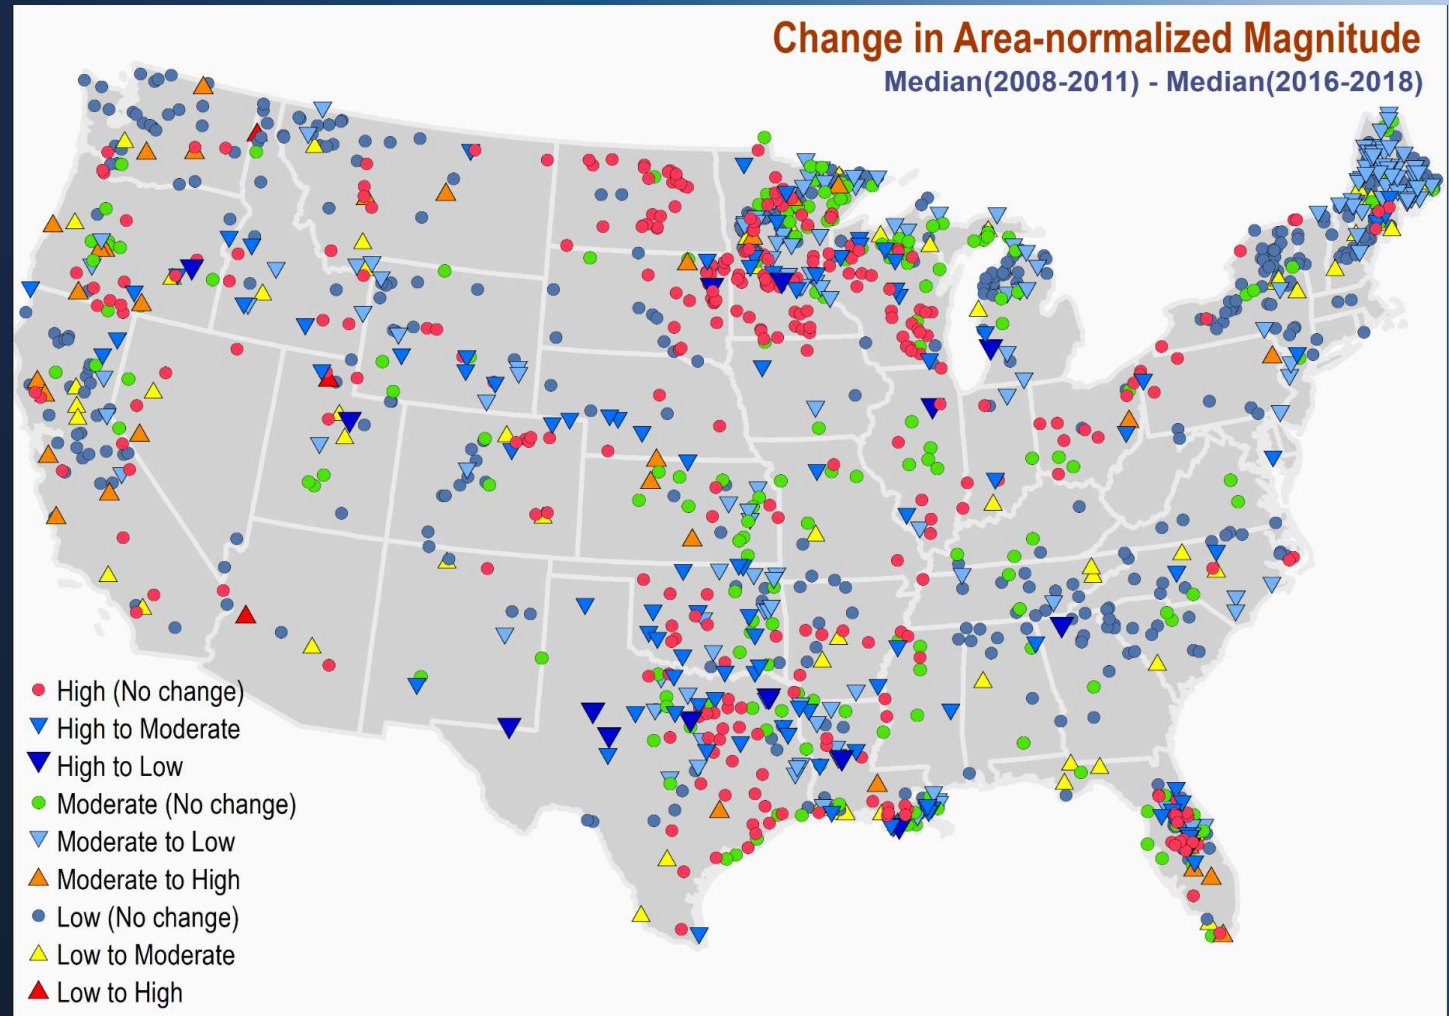 Change in Area-normalized Magnitude
Median(2008-2011) - Median(2016-2018)
High (No change)
High to Moderate
High to Low
Moderate (No change)
Moderate to Low
Moderate to High
Low (No change)
Low to Moderate
Low to High